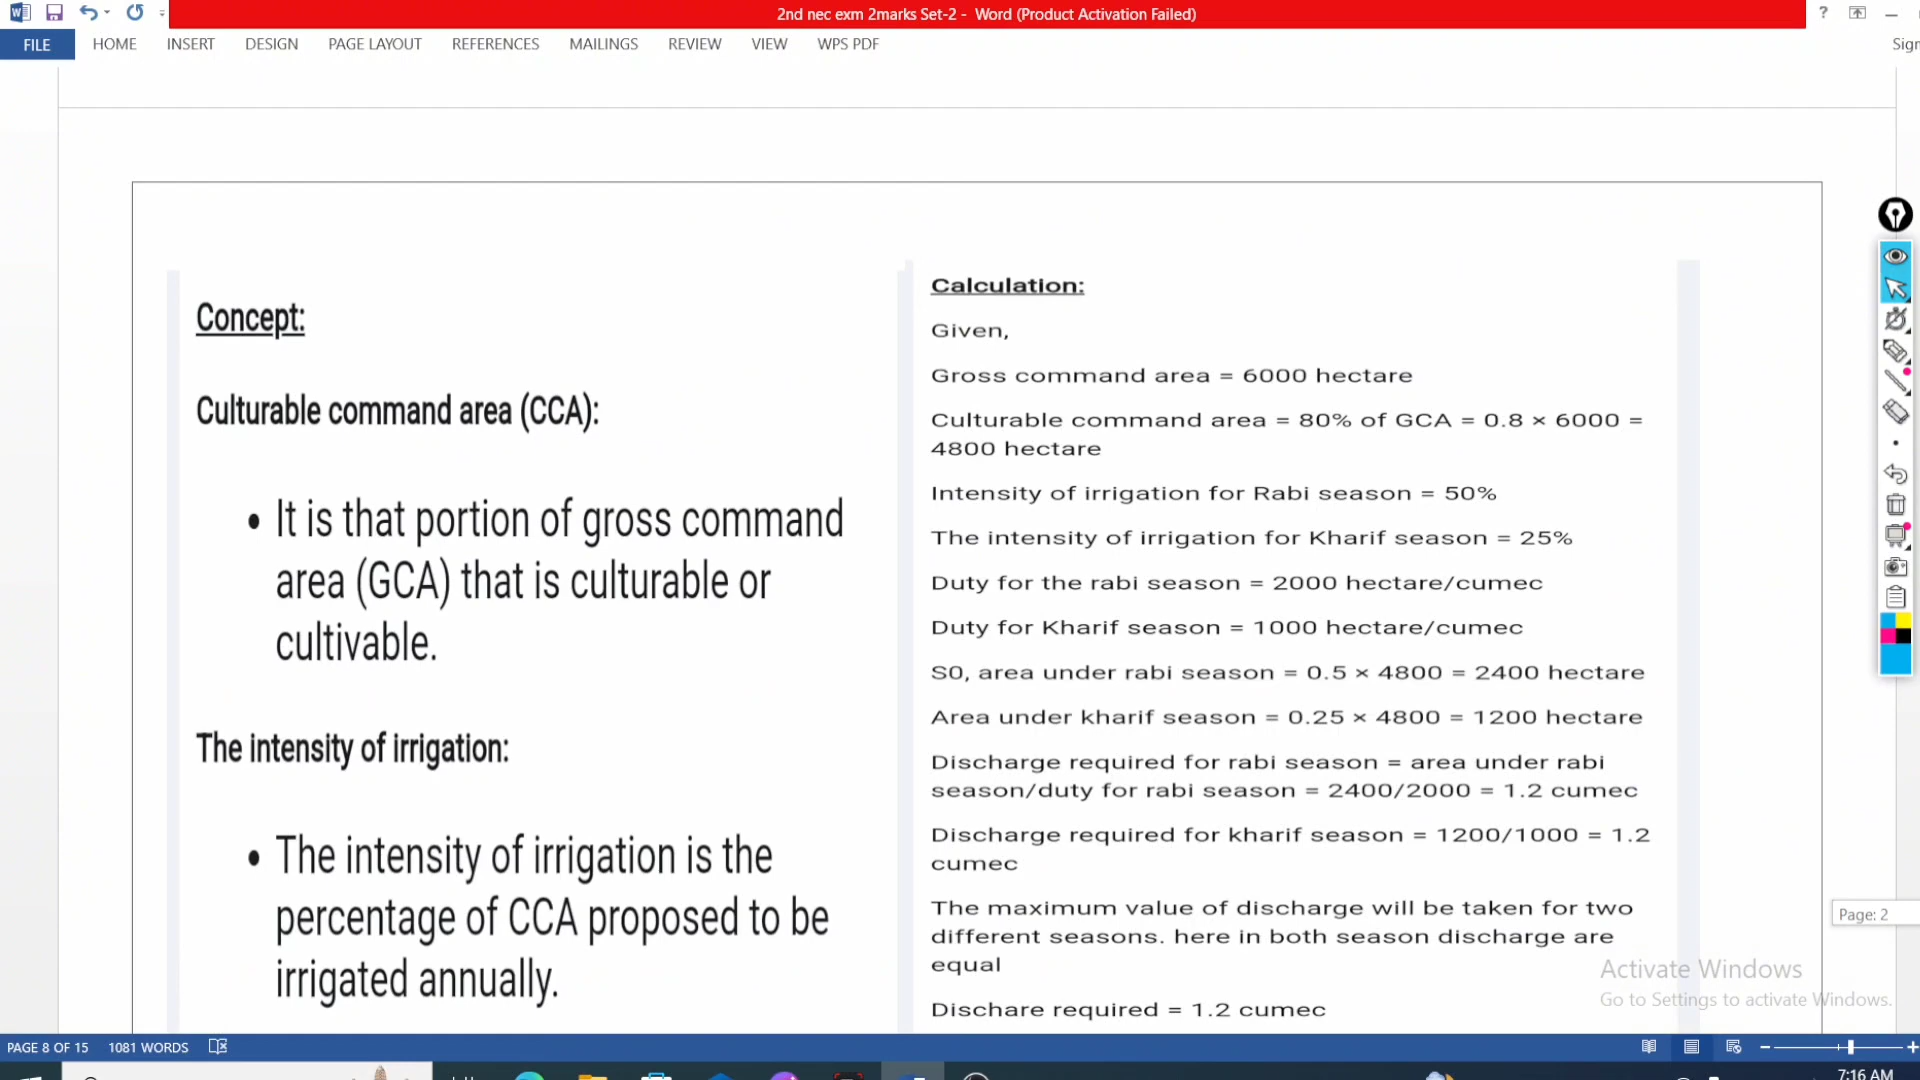 2nd nec exm 2marks Set-2 - Word (Product Activation Failed)
FILE HOME INSERT DESIGN PAGE LAYOUT REFERENCES MAILINGS REVIEW VIEW WPS PDF
Concept:
Culturable command area (CCA):
• It is that portion of gross command
area (GCA) that is culturable or
cultivable.
The intensity of irrigation:
• The intensity of irrigation is the
percentage of CCA proposed to be
irrigated annually.
Calculation:
Given,
Gross command area = 6000 hectare
Culturable command area = 80% of GCA = 0.8 × 6000 =
4800 hectare
Intensity of irrigation for Rabi season = 50%
The intensity of irrigation for Kharif season = 25%
Duty for the rabi season = 2000 hectare/cumec
Duty for Kharif season = 1000 hectare/cumec
S0, area under rabi season = 0.5 × 4800 = 2400 hectare
Area under kharif season = 0.25 × 4800 = 1200 hectare
Discharge required for rabi season = area under rabi
season/duty for rabi season = 2400/2000 = 1.2 cumec
Discharge required for kharif season = 1200/1000 = 1.2
cumec
The maximum value of discharge will be taken for two
different seasons. here in both season discharge are
equal
Dischare required = 1.2 cumec
Page: 2
Activate Windows
Go to Settings to activate Windows.
PAGE 8 OF 15 1081 WORDS
7:16 AM